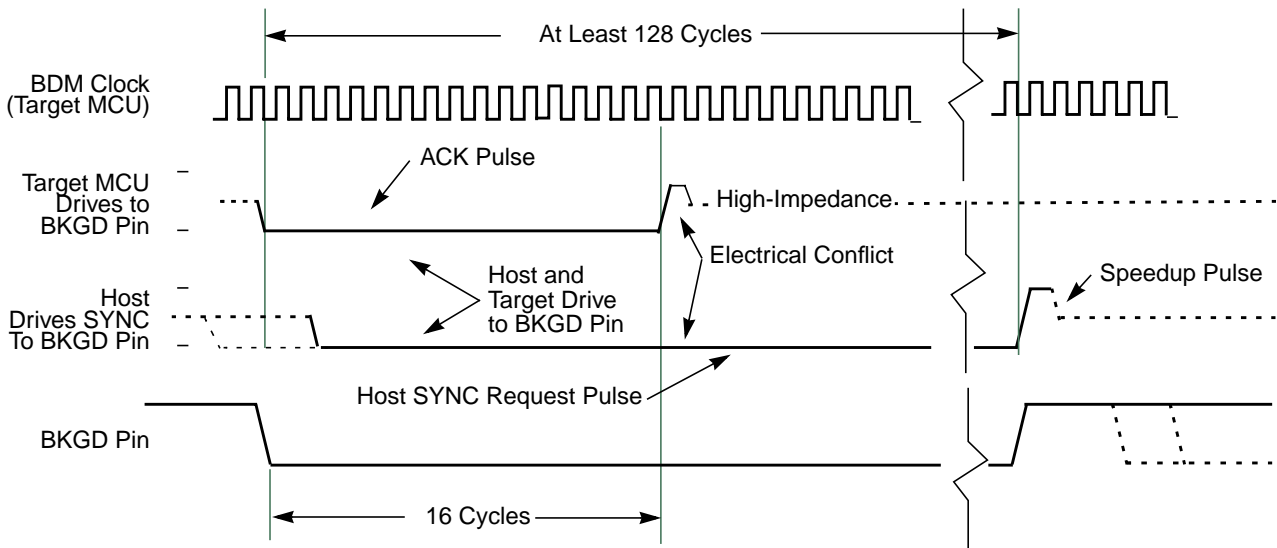 At Least 128 Cycles
BDM Clock
(Target MCU)
ACK Pulse
Target MCU
Drives to
BKGD Pin
High-Impedance
Electrical Conflict
Host and
Target Drive
to BKGD Pin
Speedup Pulse
Host
Drives SYNC
To BKGD Pin
Host SYNC Request Pulse
BKGD Pin
16 Cycles